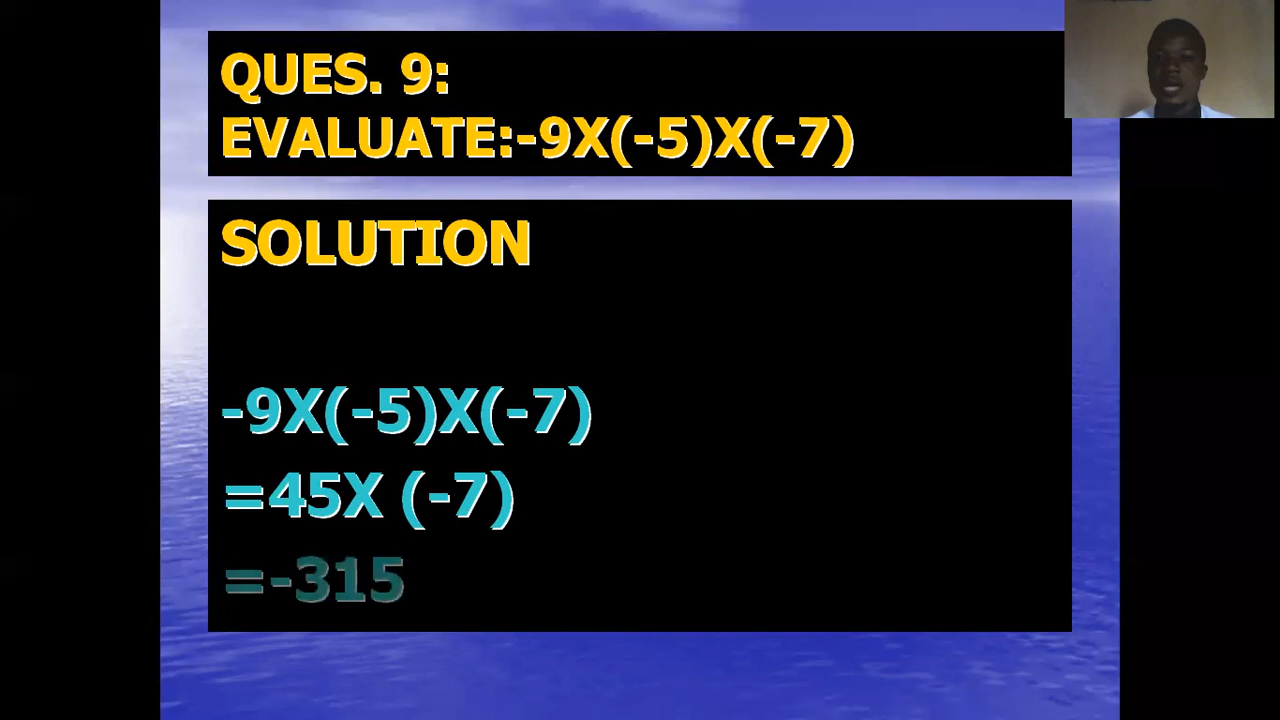 QUES. 9:
EVALUATE:-9X(-5)X(-7)
SOLUTION
-9X(-5)X(-7)
=45X (-7)
=-315